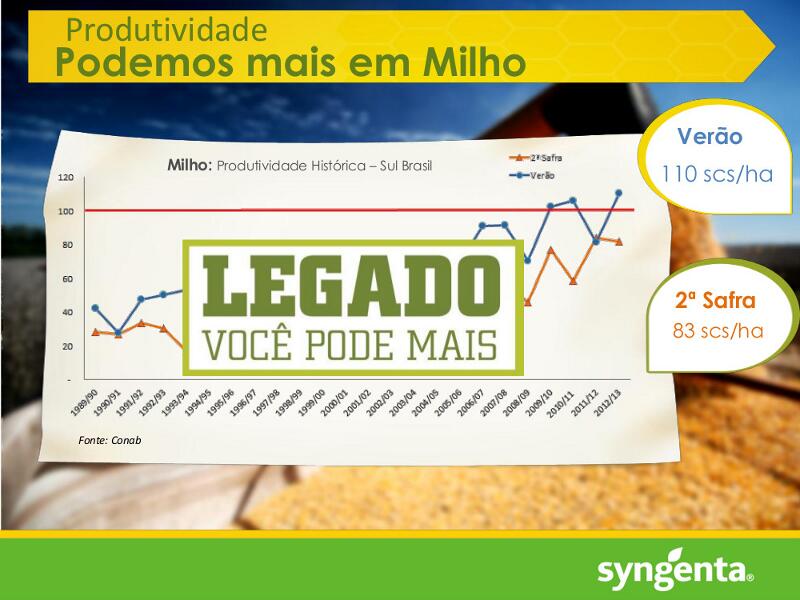 Produtividade
Podemos mais em Milho
Milho: Produtividade Histórica – Sul Brasil
2ª Safra
Verão
120
100
80
60
40
20
-
LEGADO
VOCÊ PODE MAIS
1989/90 1990/91 1991/92 1992/93 1993/94 1994/95 1995/96 1996/97 1997/98 1998/99 1999/00 2000/01 2001/02 2002/03 2003/04 2004/05 2005/06 2006/07 2007/08 2008/09 2009/10 2010/11 2011/12 2012/13
Fonte: Conab
Verão
110 scs/ha
2ª Safra
83 scs/ha
syngenta®